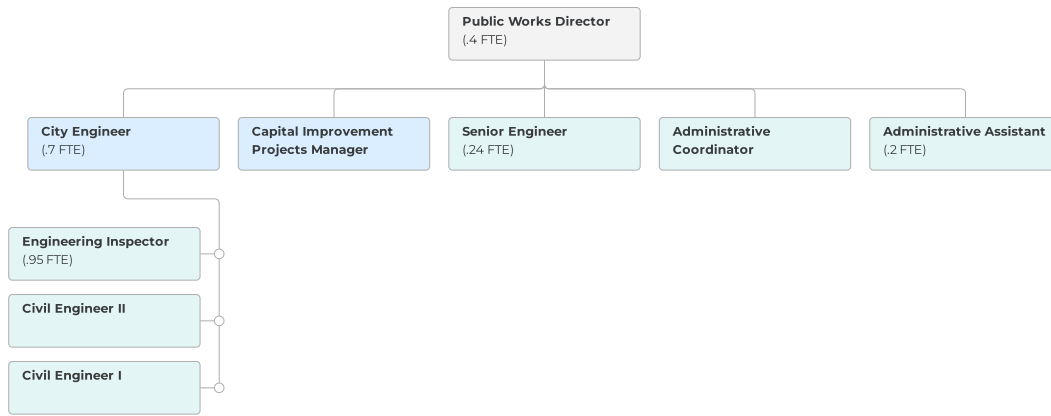 Public Works Director
(.4 FTE)
City Engineer
(.7 FTE)
Capital Improvement
Projects Manager
Senior Engineer
(.24 FTE)
Administrative
Coordinator
Administrative Assistant
(.2 FTE)
Engineering Inspector
(.95 FTE)
Civil Engineer II
Civil Engineer I